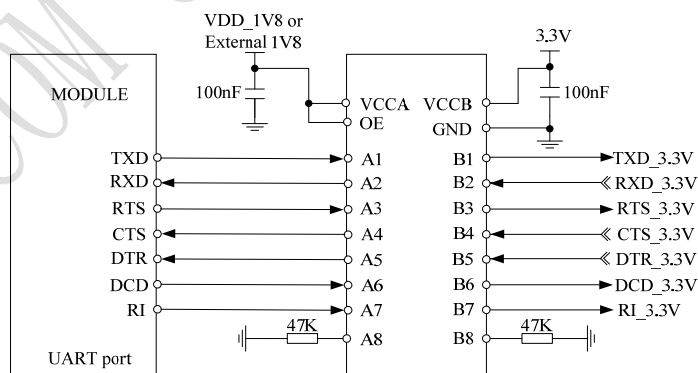 VDD_1V8 or
External 1V8
3.3V
MODULE
100nF
100nF
VCCA VCCB
OE
GND
TXD A1 B1 TXD_3.3V
RXD A2 B2 RXD_3.3V
RTS A3 B3 RTS_3.3V
CTS A4 B4 CTS_3.3V
DTR A5 B5 DTR_3.3V
DCD A6 B6 DCD_3.3V
RI A7 B7 RI_3.3V
47K A8 B8 47K
UART port
COM